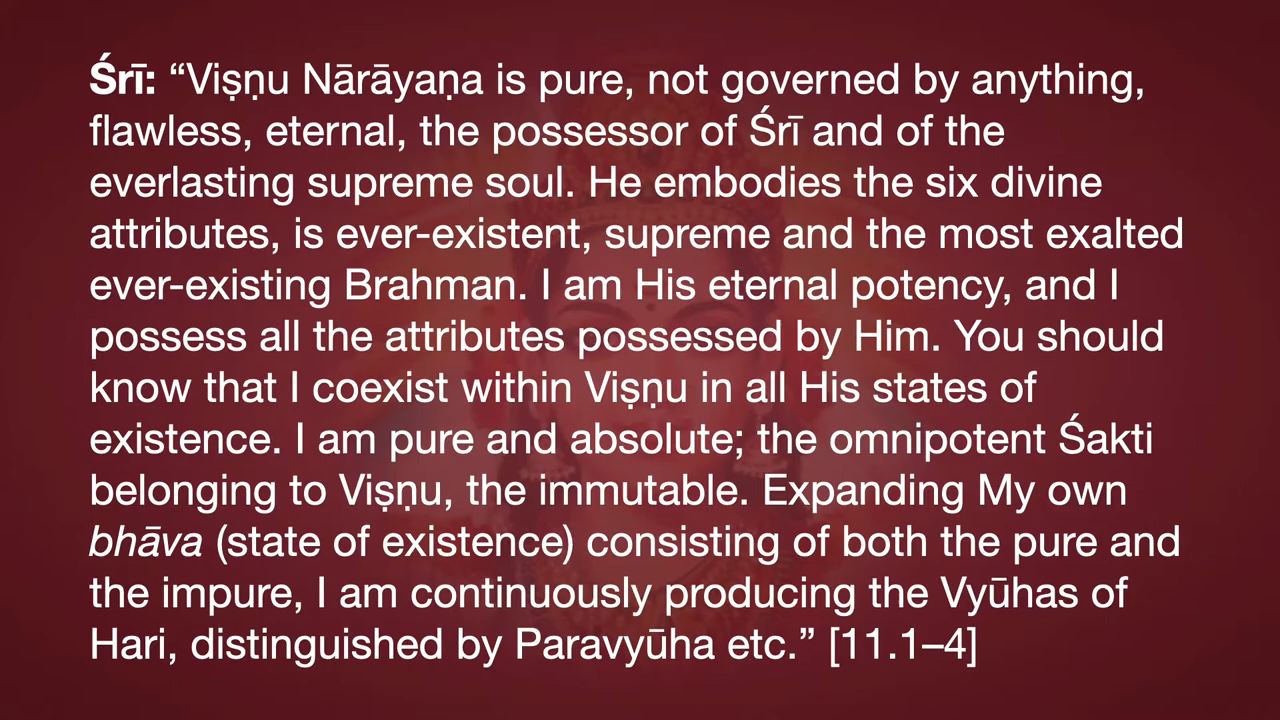 Śrī: “Viṣṇu Nārāyaṇa is pure, not governed by anything,
flawless, eternal, the possessor of Śrī and of the
everlasting supreme soul. He embodies the six divine
attributes, is ever-existent, supreme and the most exalted
ever-existing Brahman. I am His eternal potency, and I
possess all the attributes possessed by Him. You should
know that I coexist within Viṣṇu in all His states of
existence. I am pure and absolute; the omnipotent Śakti
belonging to Viṣṇu, the immutable. Expanding My own
bhāva (state of existence) consisting of both the pure and
the impure, I am continuously producing the Vyūhas of
Hari, distinguished by Paravyūha etc.” [11.1–4]